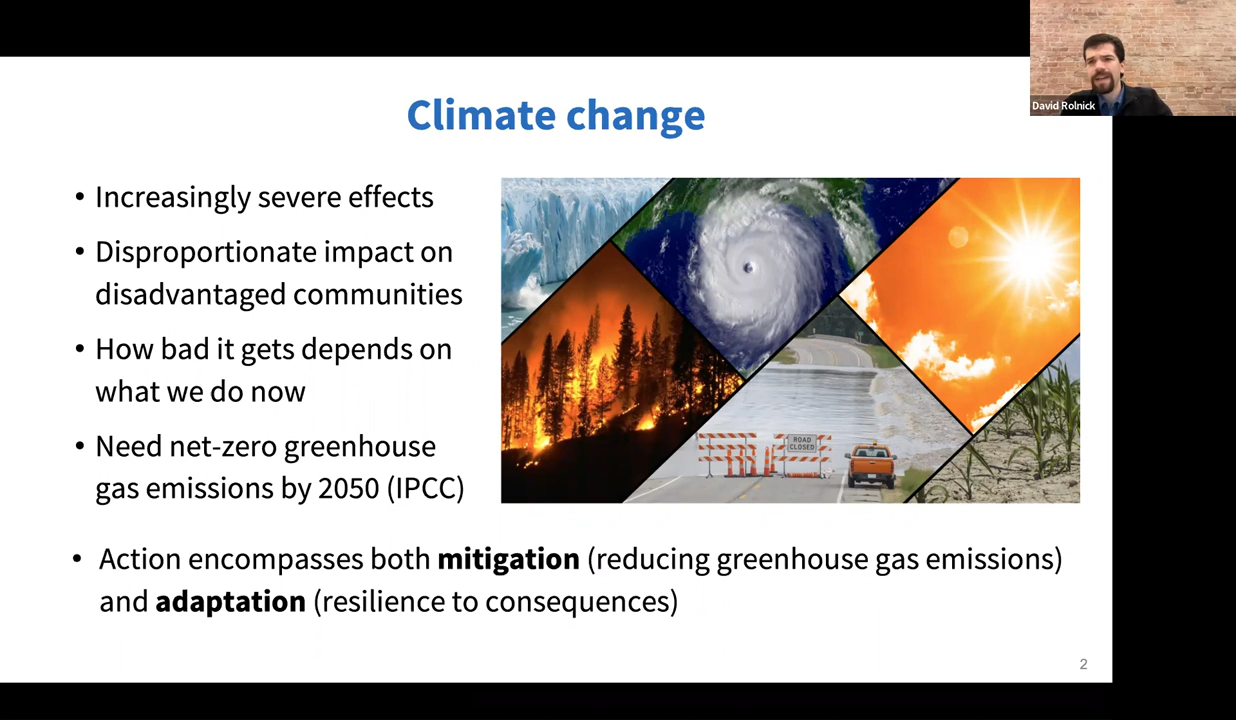 David Rolnick
Climate change
• Increasingly severe effects
• Disproportionate impact on
disadvantaged communities
• How bad it gets depends on
what we do now
• Need net-zero greenhouse
gas emissions by 2050 (IPCC)
ROAD
CLOSED
• Action encompasses both mitigation (reducing greenhouse gas emissions)
and adaptation (resilience to consequences)
2